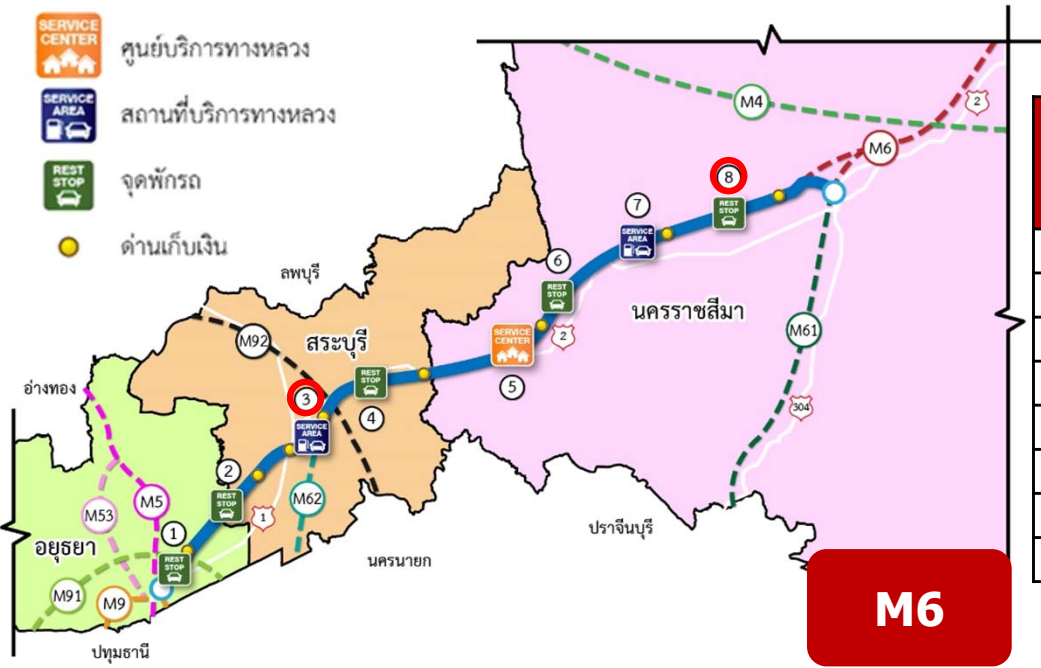 SERVICE
CENTER
ศูนย์บริการทางหลวง
SERVICE
AREA
สถานที่บริการทางหลวง
REST
STOP
จุดพักรถ
ด่านเก็บเงิน
M4
2
M6
8
REST
STOP
7
SERVICE
AREA
6
REST
STOP
ลพบุรี
นครราชสีมา
M92
สระบุรี
SERVICE
CENTER
2
M61
5
อ่างทอง
REST
STOP
3
4
304
SERVICE
AREA
2
REST
STOP
M62
M5
M53
1
1
ปราจีนบุรี
อยุธยา
REST
STOP
นครนายก
M91
M9
ปทุมธานี
M6